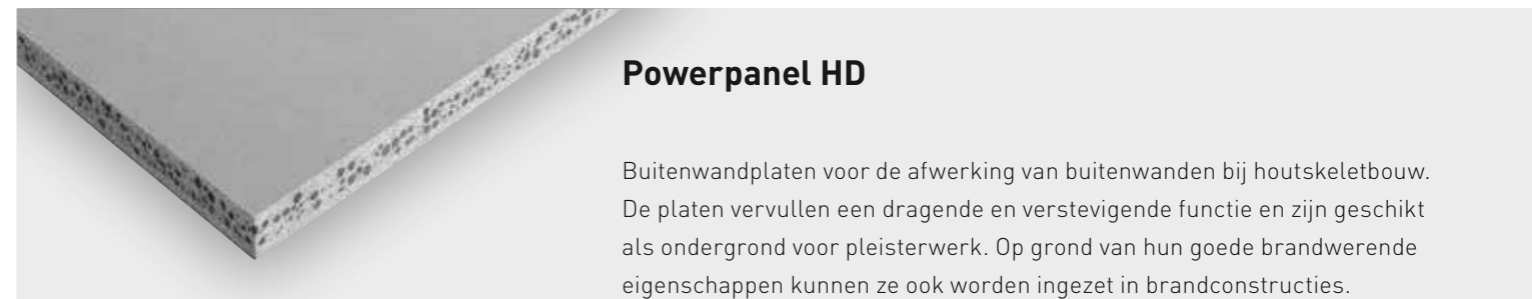 Powerpanel HD
Buitenwandplaten voor de afwerking van buitenwanden bij houtskeletbouw.
De platen vervullen een dragende en verstevigende functie en zijn geschikt
als ondergrond voor pleisterwerk. Op grond van hun goede brandwerende
eigenschappen kunnen ze ook worden ingezet in brandconstructies.